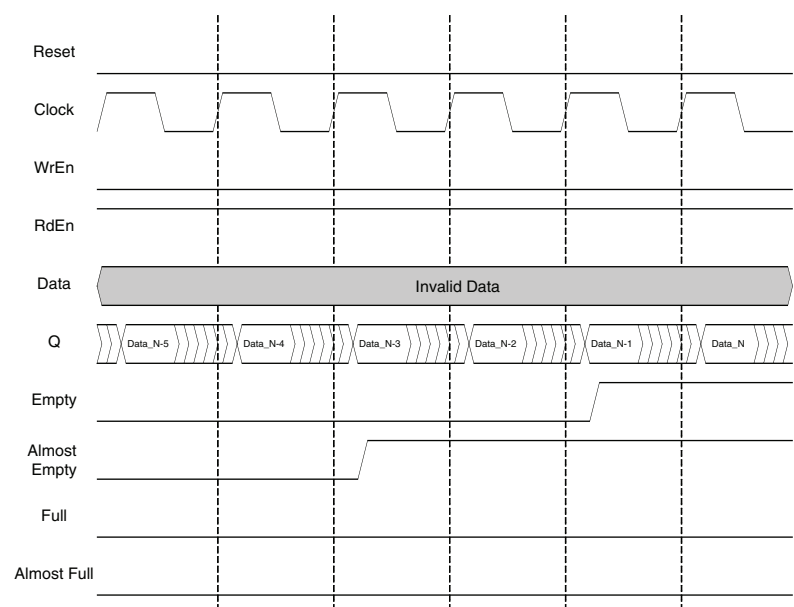 Reset
Clock
WrEn
RdEn
Data
Invalid Data
Q
Data_N-5
Data_N-4
Data_N-3
Data_N-2
Data_N-1
Data_N
Empty
Almost
Empty
Full
Almost Full